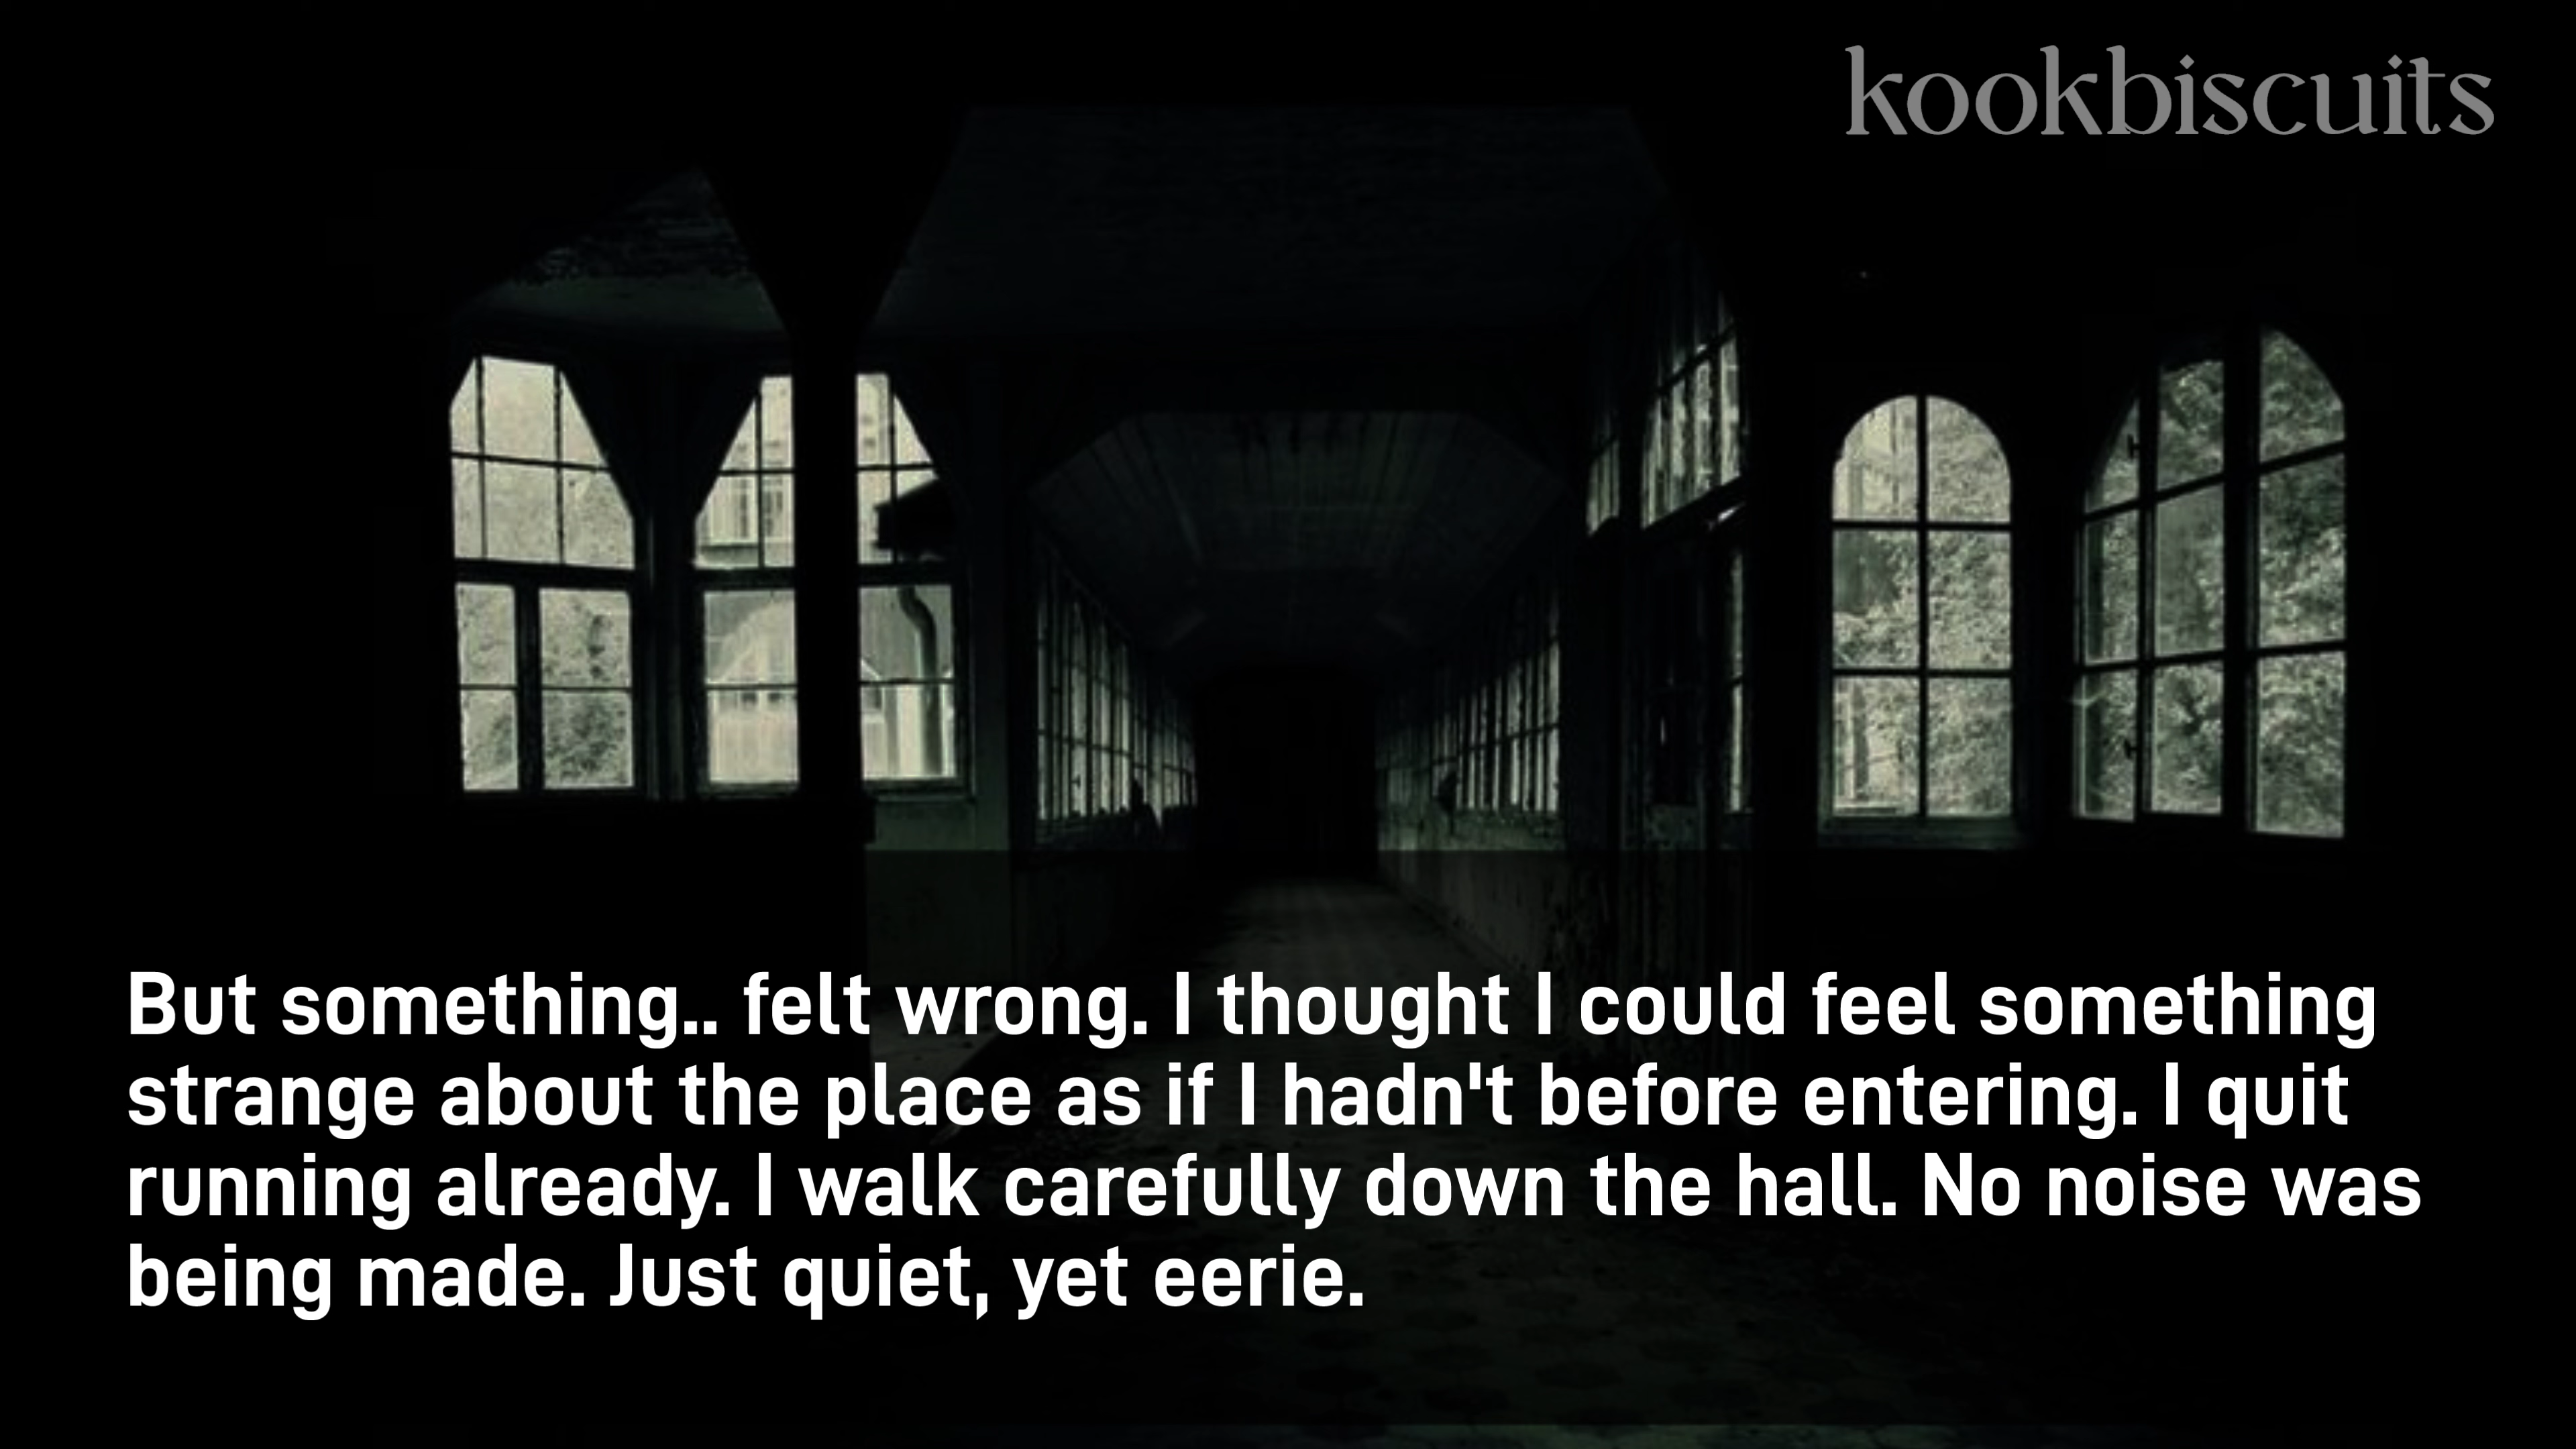 kookbiscuits
But something.. felt wrong. I thought I could feel something
strange about the place as if I hadn't before entering. I quit
running already. I walk carefully down the hall. No noise was
being made. Just quiet, yet eerie.